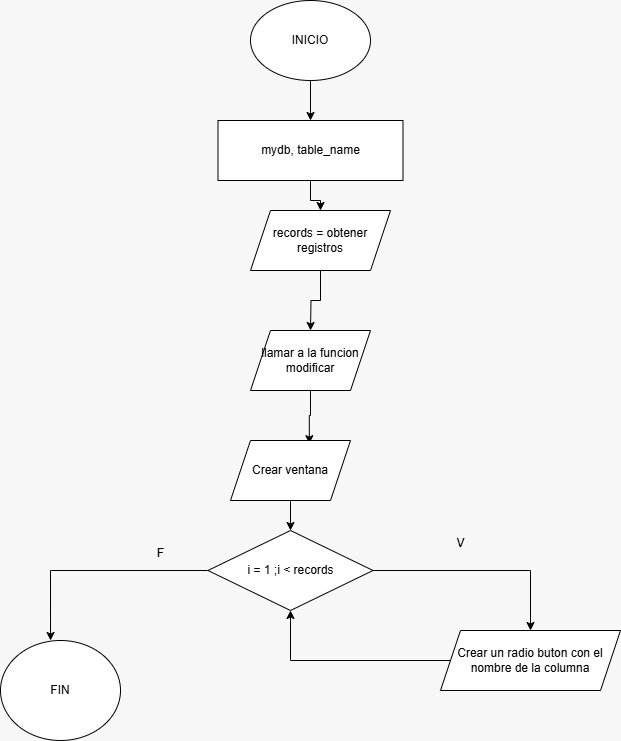 INICIO
mydb, table_name
records = obtener
registros
llamar a la funcion
modificar
Crear ventana
F
V
i = 1 ;i < records
Crear un radio buton con el
nombre de la columna
FIN